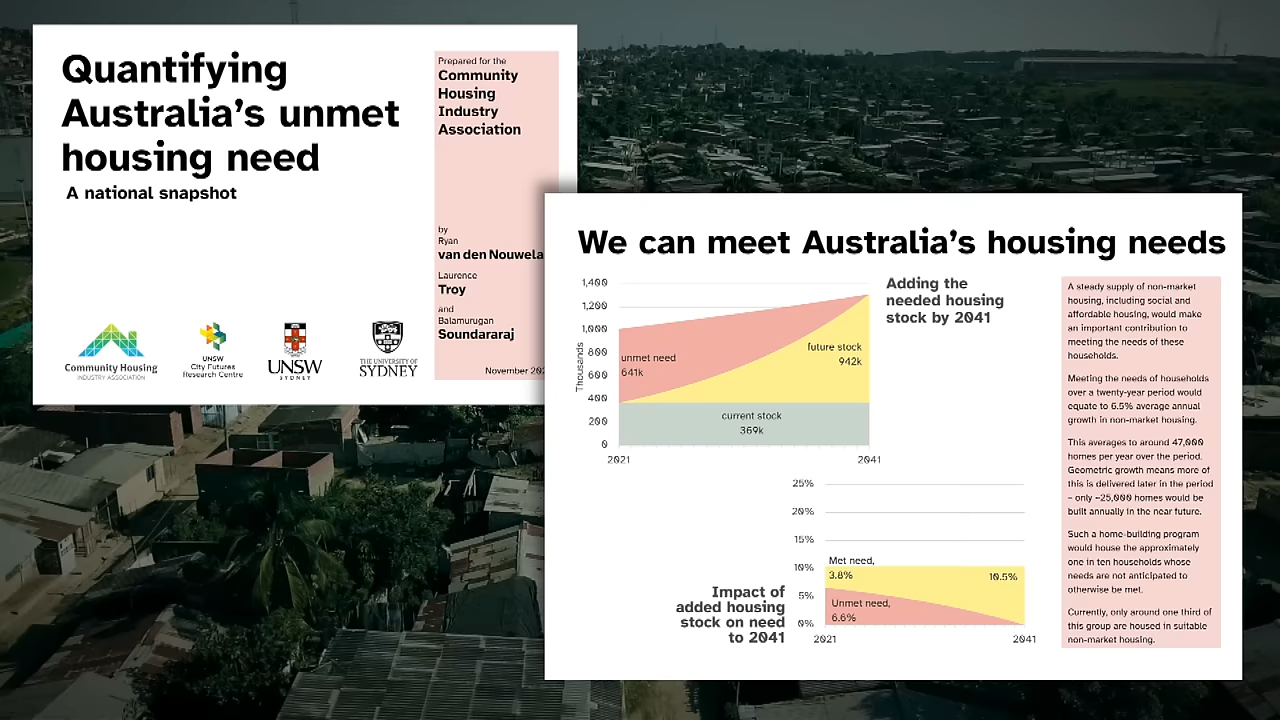 Quantifying
Australia’s unmet
housing need
A national snapshot
Prepared for the
Community
Housing
Industry
Association
by
Ryan
van den Nouwela
Laurence
Troy
and
Balamurugan
Soundararaj
November 202
Community Housing
INDUSTRY ASSOCIATION
UNSW
City Futures
Research Centre
UNSW
SYDNEY
THE UNIVERSITY OF
SYDNEY
We can meet Australia’s housing needs
Adding the
needed housing
stock by 2041
Thousands
1,400
1,200
1,000
800
600
400
200
0
unmet need
641k
future stock
942k
current stock
369k
2021
2041
Impact of
added housing
stock on need
to 2041
25%
20%
15%
10%
5%
0%
Met need,
3.8%
10.5%
Unmet need,
6.6%
2021
2041
A steady supply of non-market
housing, including social and
affordable housing, would make
an important contribution to
meeting the needs of these
households.
Meeting the needs of households
over a twenty-year period would
equate to 6.5% average annual
growth in non-market housing.
This averages to around 47,000
homes per year over the period.
Geometric growth means more of
this is delivered later in the period
– only ~25,000 homes would be
built annually in the near future.
Such a home-building program
would house the approximately
one in ten households whose
needs are not anticipated to
otherwise be met.
Currently, only around one third of
this group are housed in suitable
non-market housing.